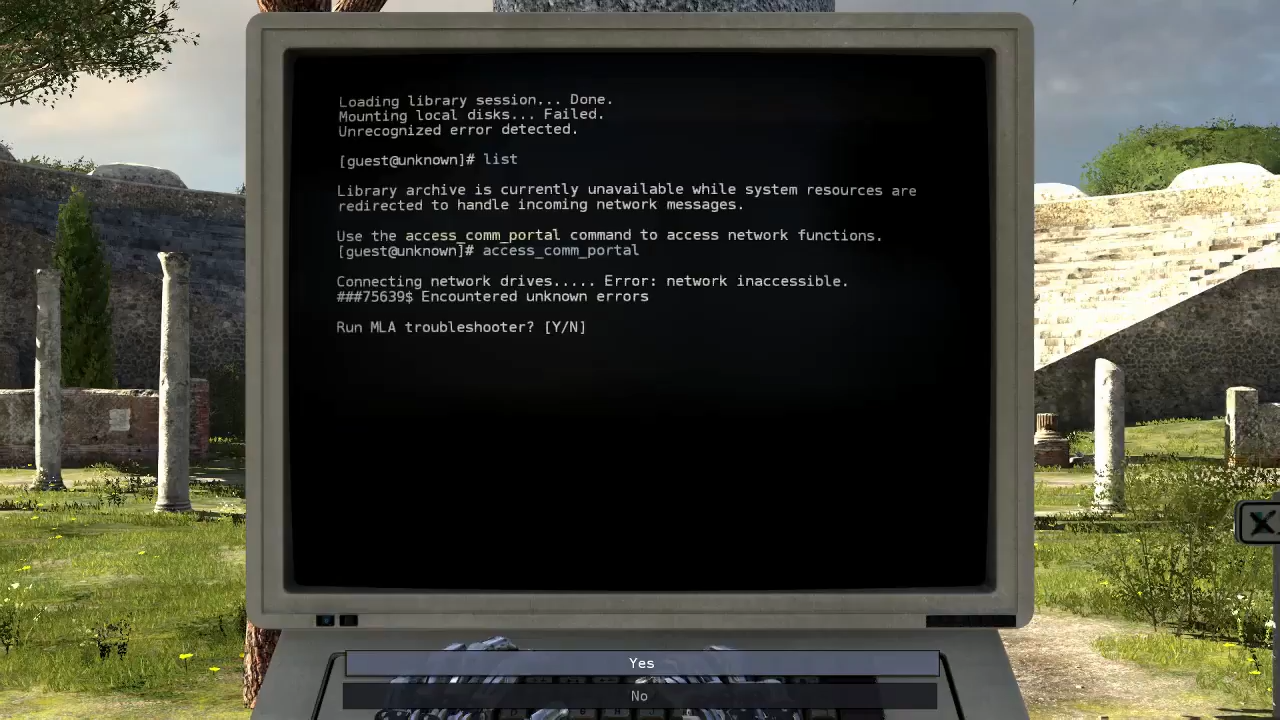 Loading library session... Done.
Mounting local disks... Failed.
Unrecognized error detected.
[guest@unknown]# list
Library archive is currently unavailable while system resources are
redirected to handle incoming network messages.
Use the access_comm_portal command to access network functions.
[guest@unknown]# access_comm_portal
Connecting network drives..... Error: network inaccessible.
###75639$ Encountered unknown errors
Run MLA troubleshooter? [Y/N]
Yes
No